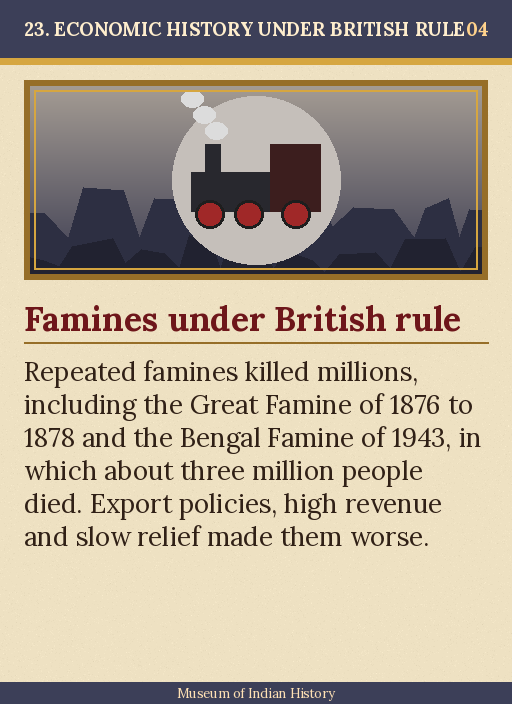 23. ECONOMIC HISTORY UNDER BRITISH RULE 04
Famines under British rule
Repeated famines killed millions,
including the Great Famine of 1876 to
1878 and the Bengal Famine of 1943, in
which about three million people
died. Export policies, high revenue
and slow relief made them worse.
Museum of Indian History